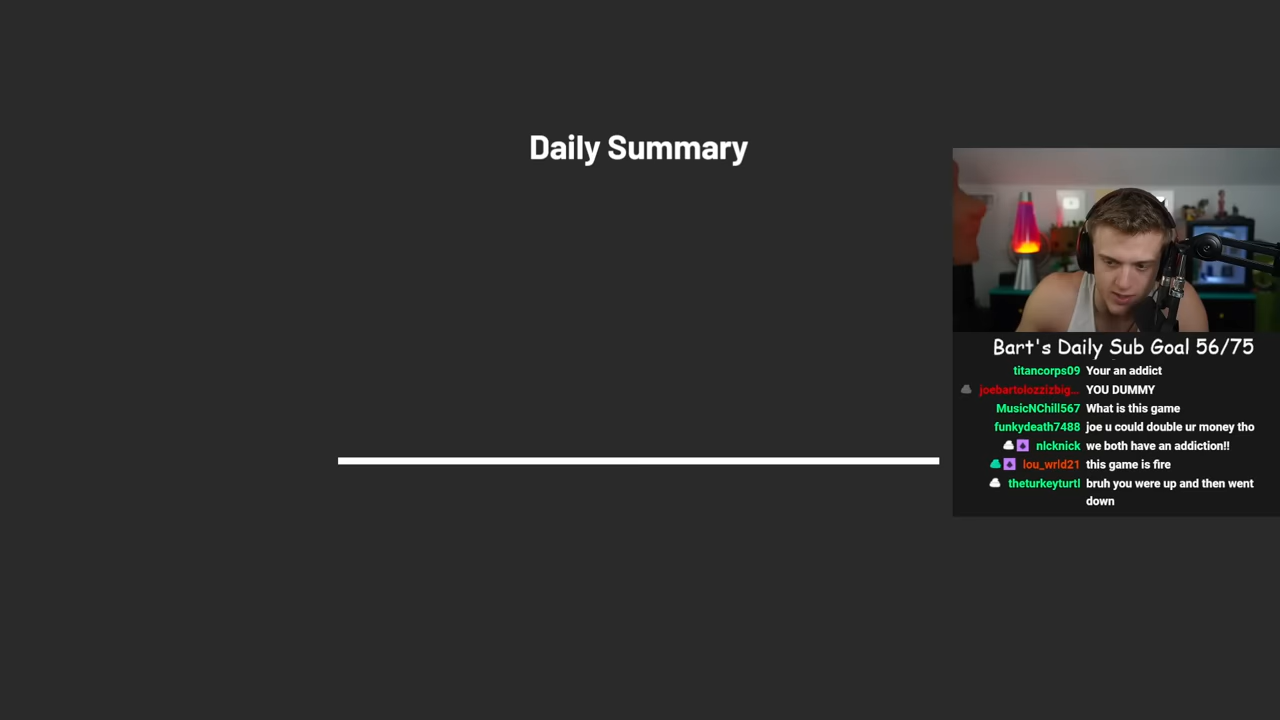 Daily Summary
Bart's Daily Sub Goal 56/75
titancorps09 Your an addict
joebartolozzizbig... YOU DUMMY
MusicNChill567 What is this game
funkydeath7488 joe u could double ur money tho
nlcknick we both have an addiction!!
lou_wrld21 this game is fire
theturkeyturtl bruh you were up and then went
down